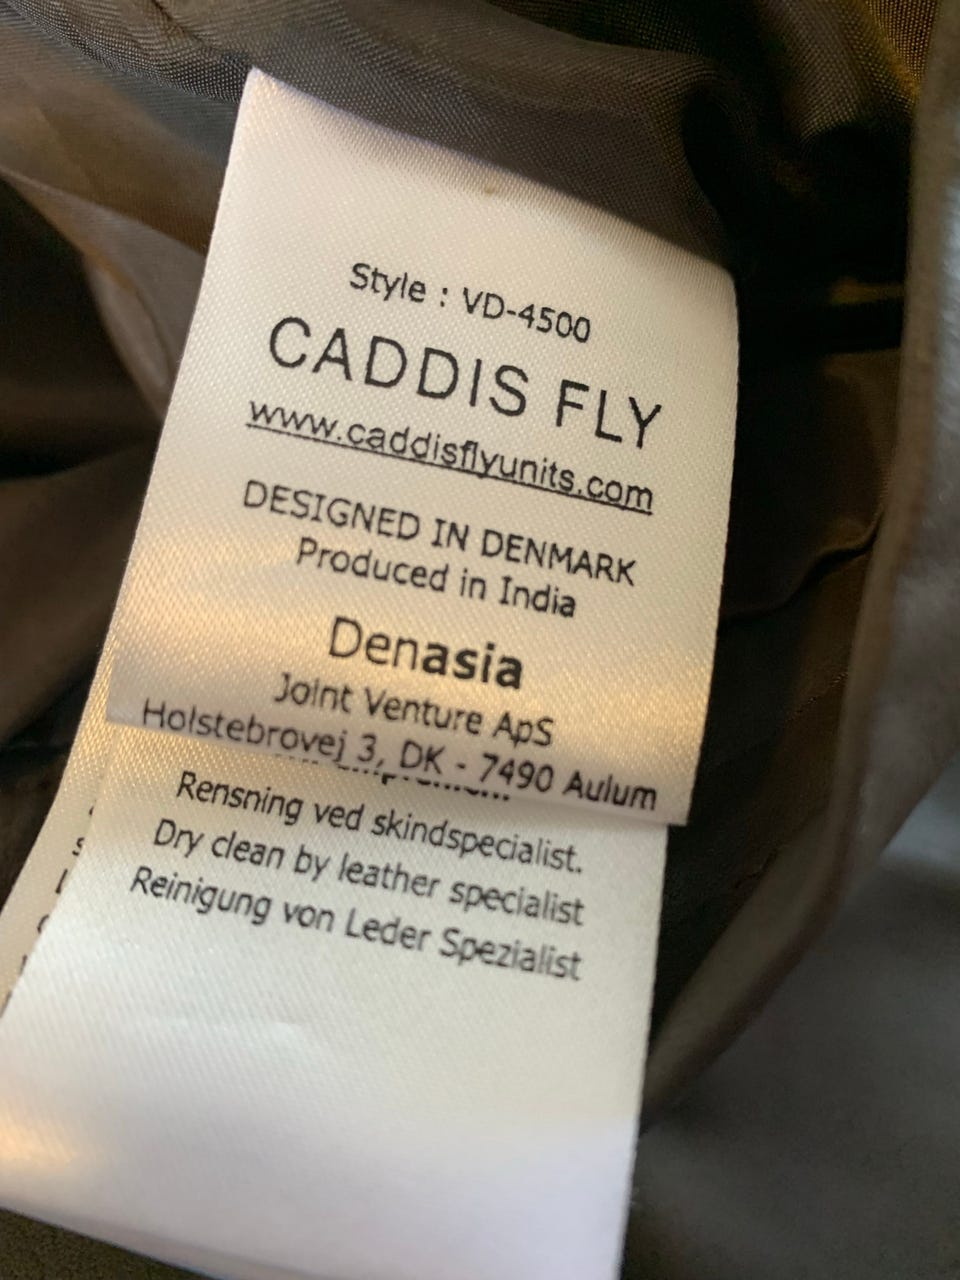 Style : VD-4500
CADDIS FLY
www.caddisflyunits.com
DESIGNED IN DENMARK
Produced in India
Denasia
Joint Venture ApS
Holstebrovej 3, DK - 7490 Aulum
Rensning ved skindspecialist.
Dry clean by leather specialist
Reinigung von Leder Spezialist